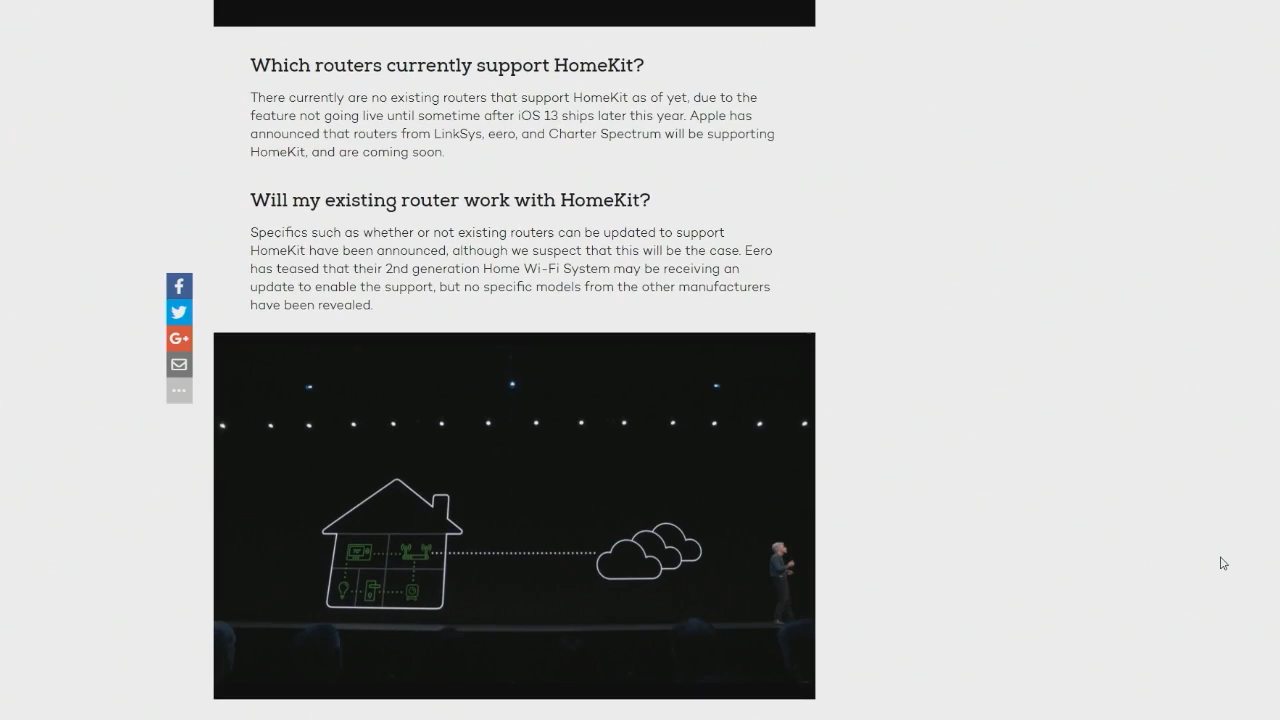 Which routers currently support HomeKit?
There currently are no existing routers that support HomeKit as of yet, due to the
feature not going live until sometime after iOS 13 ships later this year. Apple has
announced that routers from LinkSys, eero, and Charter Spectrum will be supporting
HomeKit, and are coming soon.
Will my existing router work with HomeKit?
Specifics such as whether or not existing routers can be updated to support
HomeKit have been announced, although we suspect that this will be the case. Eero
has teased that their 2nd generation Home Wi-Fi System may be receiving an
update to enable the support, but no specific models from the other manufacturers
have been revealed.
G+